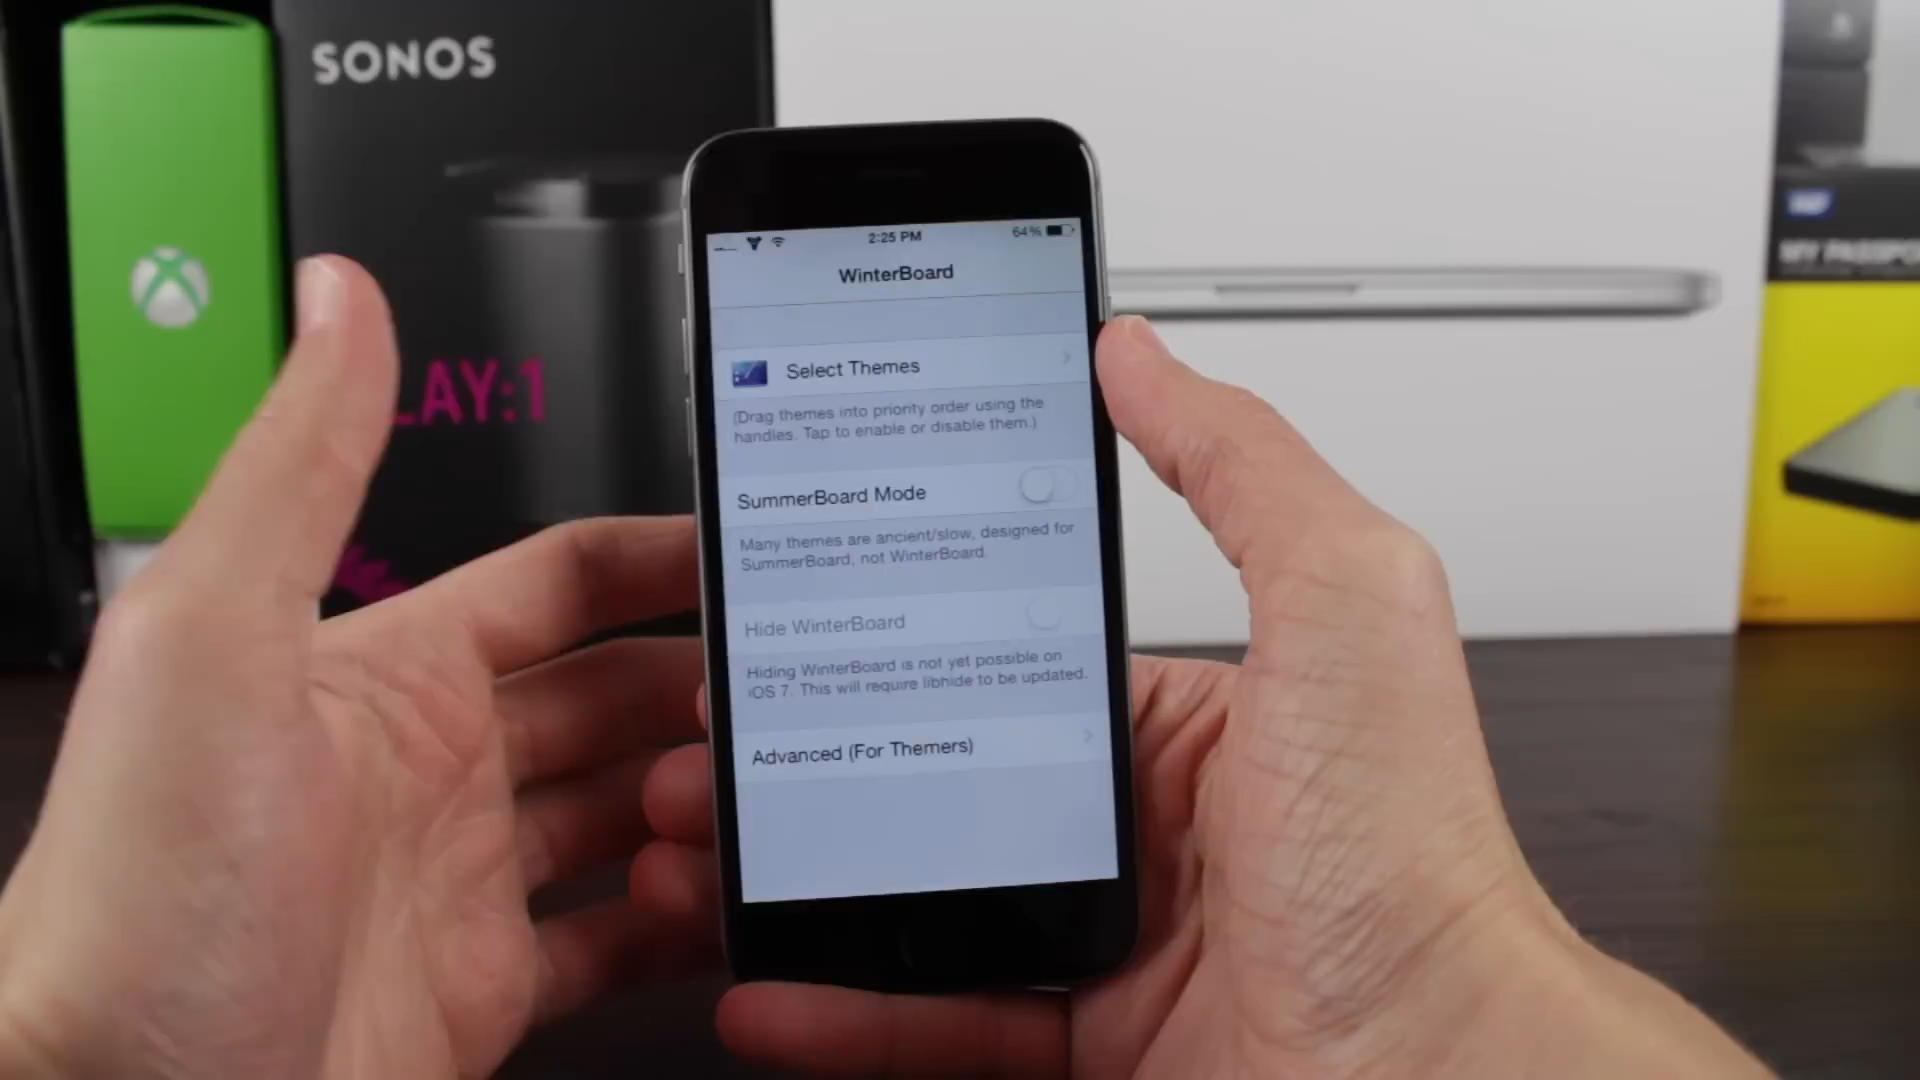 SONOS
LAY:1
MY PASSPO
2:25 PM
64%
WinterBoard
Select Themes
(Drag themes into priority order using the
handles. Tap to enable or disable them.)
SummerBoard Mode
Many themes are ancient/slow, designed for
SummerBoard, not WinterBoard.
Hide WinterBoard
Hiding WinterBoard is not yet possible on
iOS 7. This will require libhide to be updated.
Advanced (For Themers)